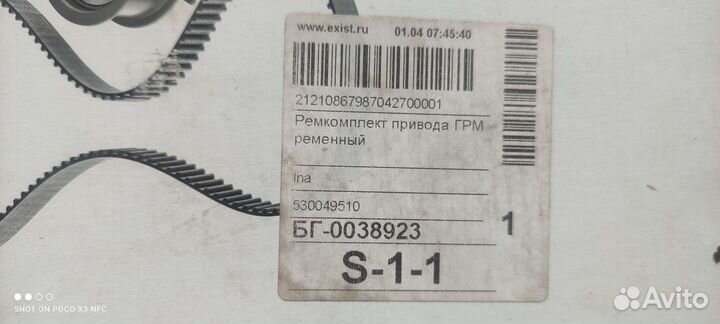 www.exist.ru 01.04 07:45:40
21210867987042700001
Ремкомплект привода ГРМ
ременный
Ina
530049510
БГ-0038923
1
S-1-1
SHOT ON POCO X3 NFC
Avito